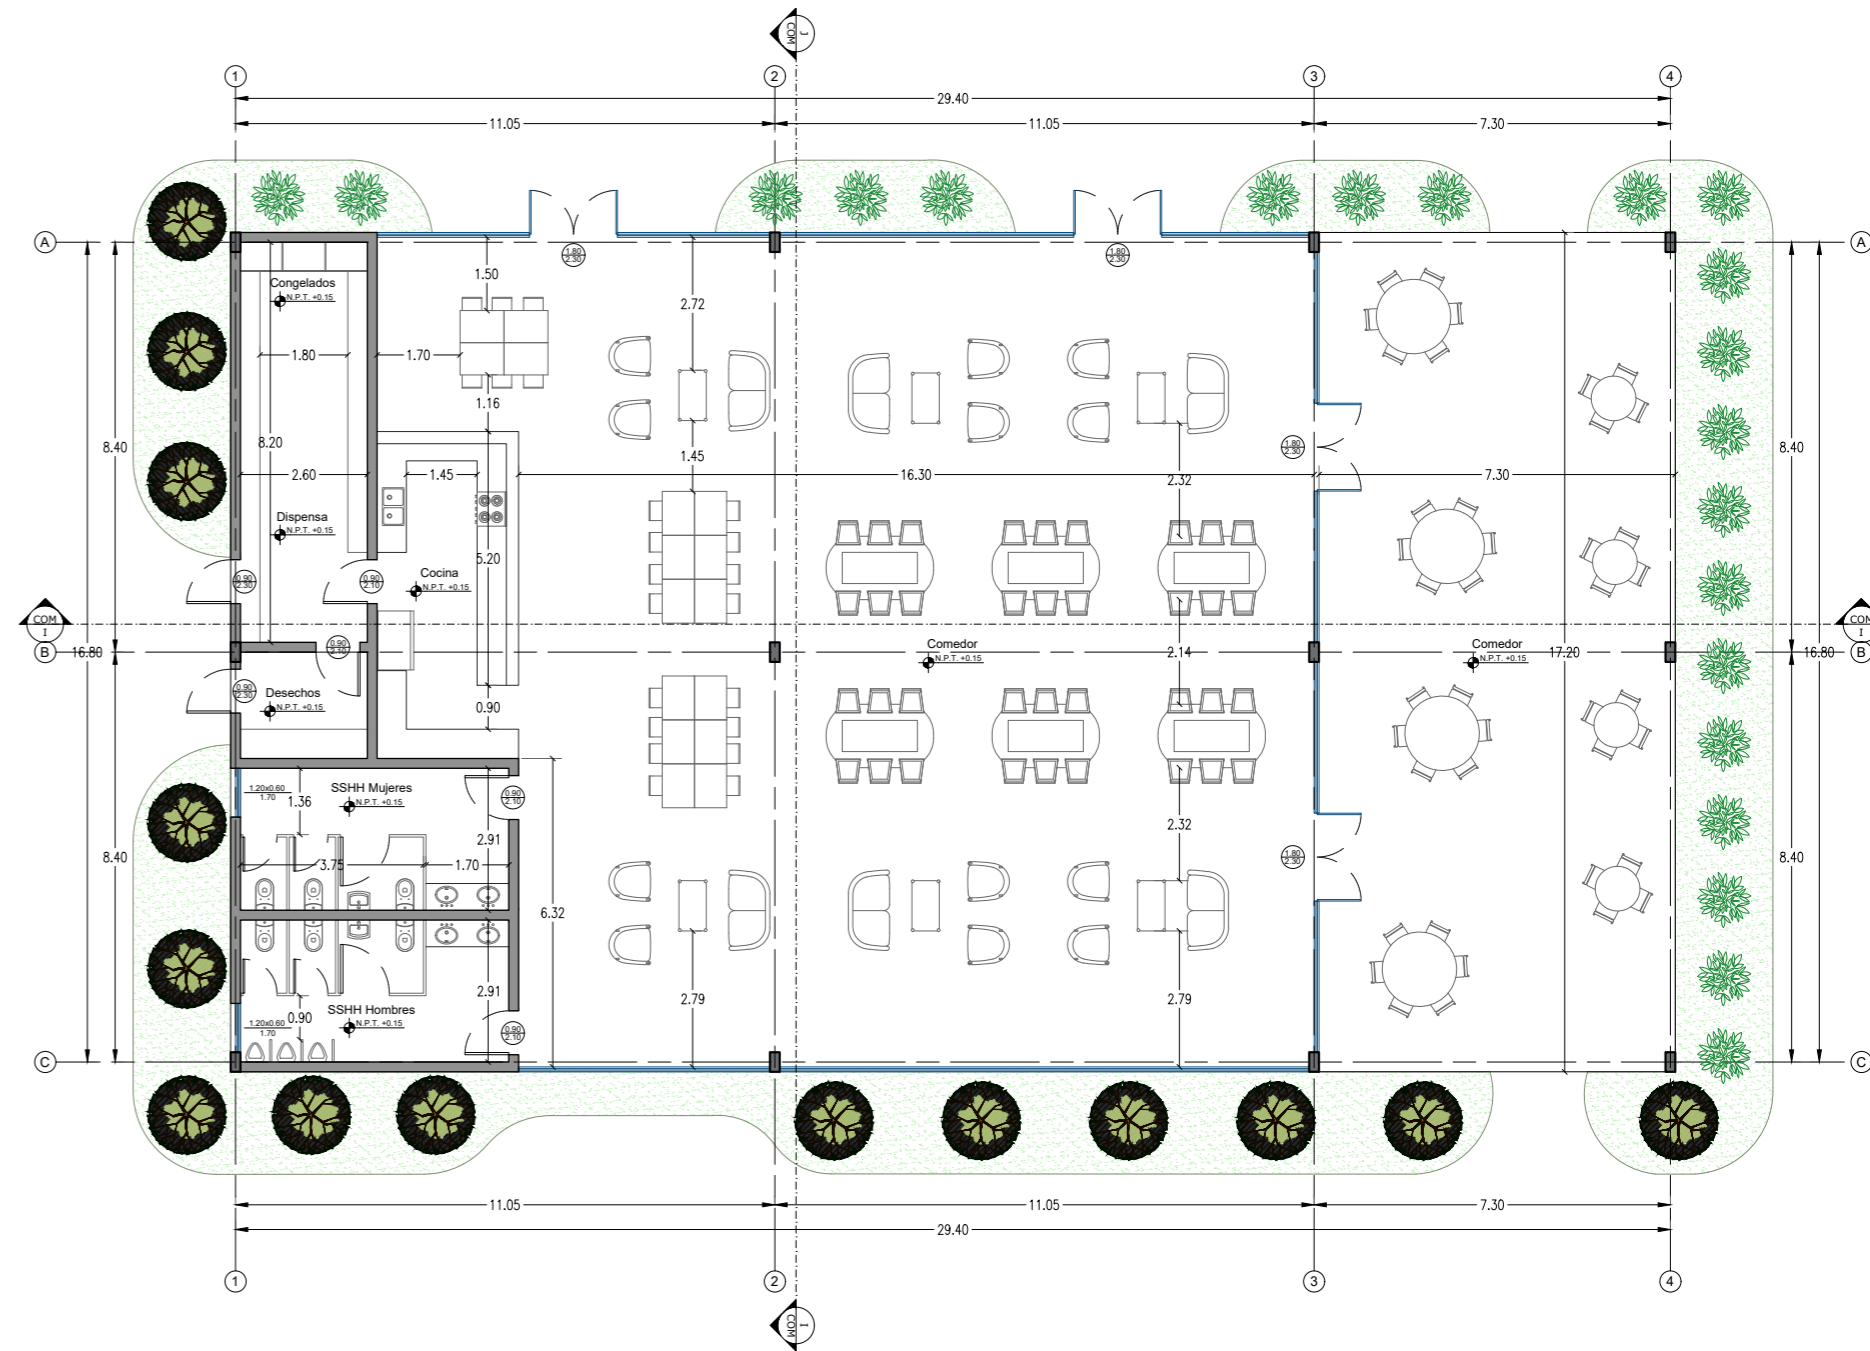 J
COM
1
2
3
4
29.40
11.05
11.05
7.30
A
A
1.80
2.30
1.80
2.30
1.50
2.72
Congelados
N.P.T. +0.15
1.80
1.70
1.16
8.40
8.20
1.45
1.80
2.30
8.40
2.60
1.45
16.30
2.32
7.30
Dispensa
N.P.T. +0.15
5.20
Cocina
N.P.T. +0.15
0.90
2.30
0.90
2.10
COM
I
COM
I
B
16.80
0.90
2.10
Comedor
N.P.T. +0.15
2.14
Comedor
N.P.T. +0.15
17.20
16.80
B
0.90
2.30
Desechos
N.P.T. +0.15
0.90
1.20x0.60
1.70
1.36
SSHH Mujeres
N.P.T. +0.15
0.90
2.10
2.32
2.91
8.40
3.75
1.70
1.80
2.30
8.40
6.32
2.91
2.79
2.79
SSHH Hombres
N.P.T. +0.15
1.20x0.60
1.70
0.90
0.90
2.10
C
C
11.05
11.05
7.30
29.40
1
2
3
4
I
COM